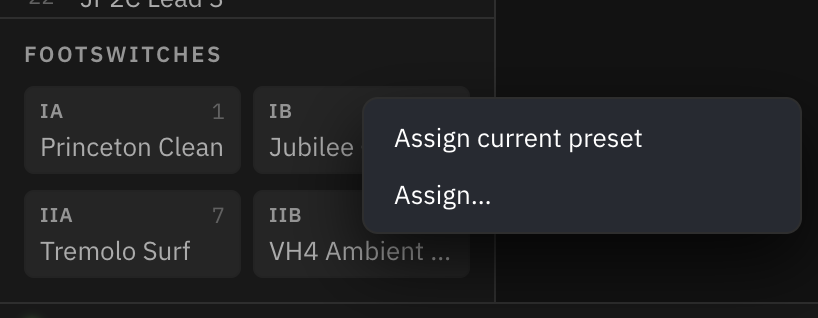 FOOTSWITCHES
IA 1
Princeton Clean
IB
Jubilee
Assign current preset
Assign...
IIA 7
Tremolo Surf
IIB
VH4 Ambient ...